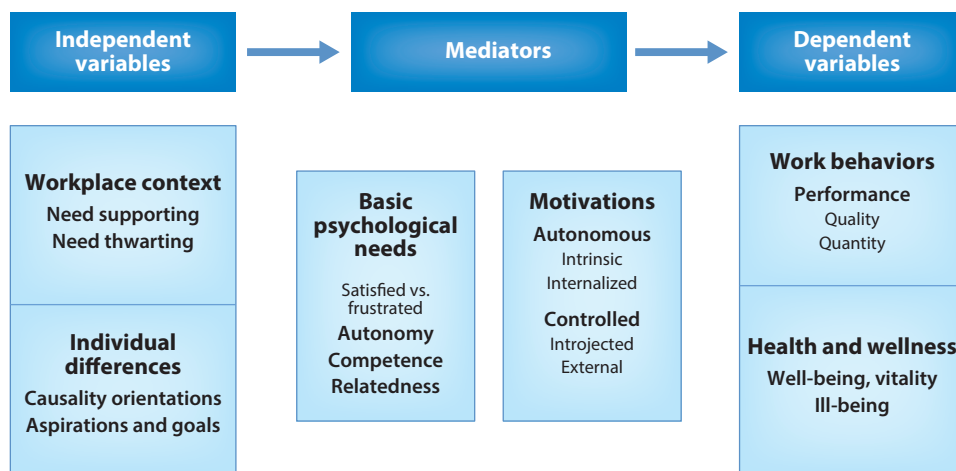 Independent
variables
Mediators
Dependent
variables
Workplace context
Need supporting
Need thwarting
Individual
differences
Causality orientations
Aspirations and goals
Basic
psychological
needs
Satisfied vs.
frustrated
Autonomy
Competence
Relatedness
Motivations
Autonomous
Intrinsic
Internalized
Controlled
Introjected
External
Work behaviors
Performance
Quality
Quantity
Health and wellness
Well-being, vitality
Ill-being